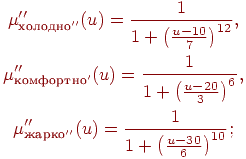 μ''холодно''(u) = 1 / (1 + ((u−10)/7)^12),
μ''комфортно'(u) = 1 / (1 + ((u−20)/3)^6),
μ''жарко''(u) = 1 / (1 + ((u−30)/6)^10);